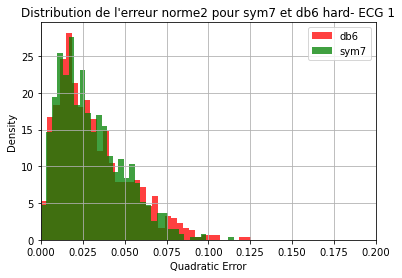 Distribution de l'erreur norme2 pour sym7 et db6 hard- ECG 1
db6
sym7
25
20
15
10
5
0
Density
0.000 0.025 0.050 0.075 0.100 0.125 0.150 0.175 0.200
Quadratic Error